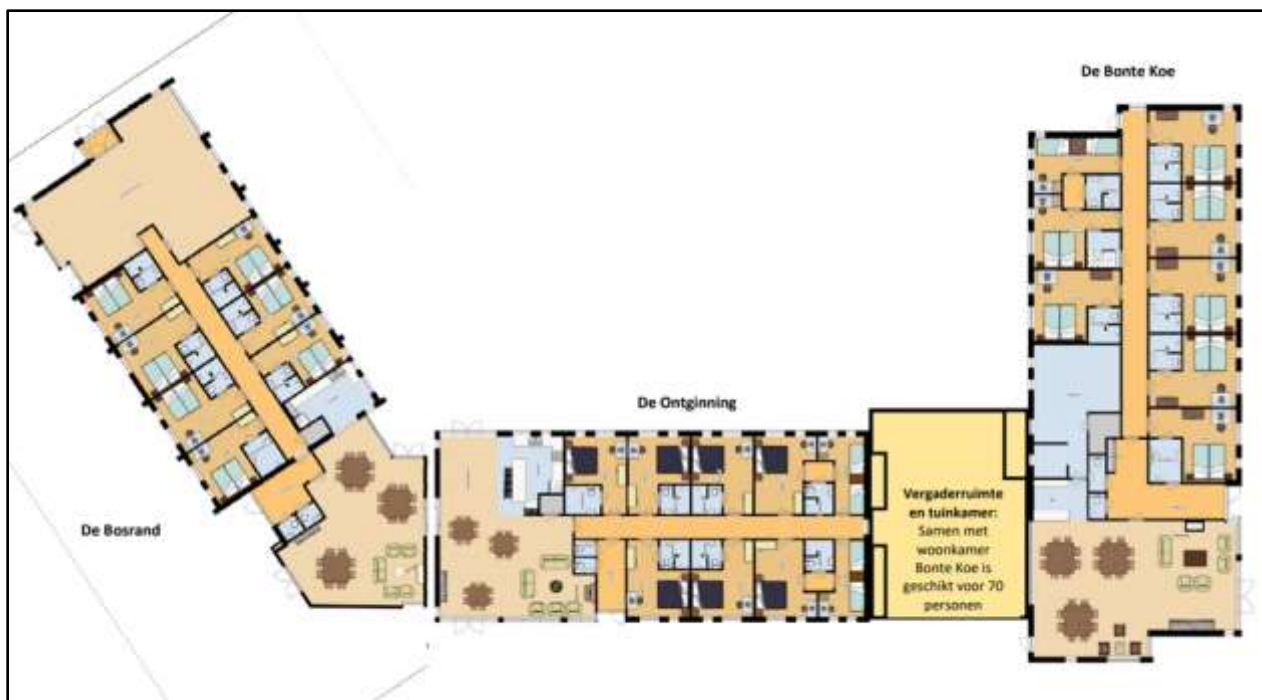 De Bonte Koe
De Ontginning
Vergaderruimte
en tuinkamer:
Samen met
woonkamer
Bonte Koe is
geschikt voor 70
personen
De Bosrand